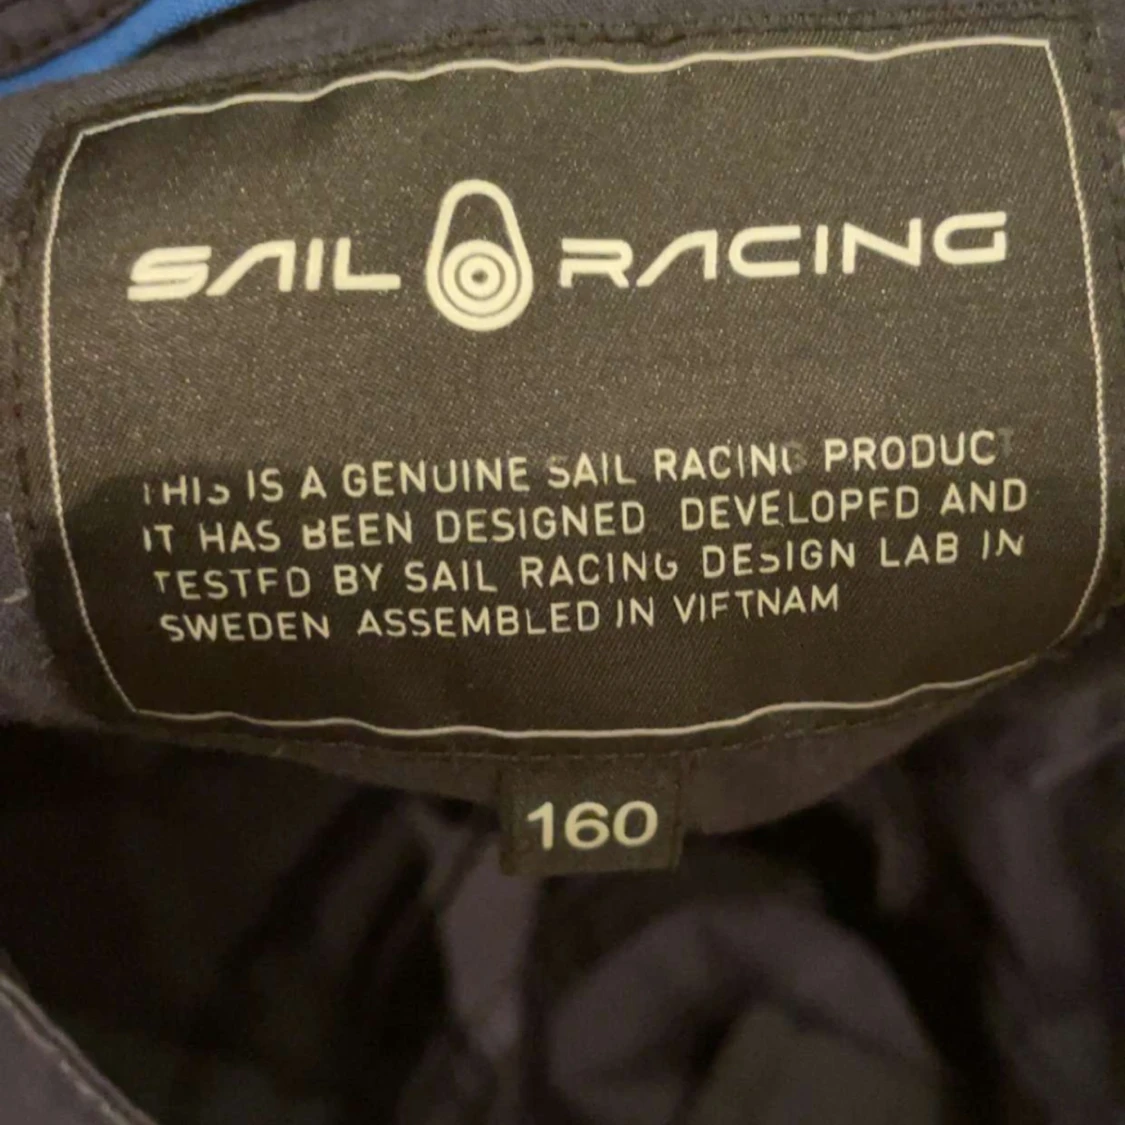 SAIL RACING
THIS IS A GENUINE SAIL RACING PRODUCT
IT HAS BEEN DESIGNED DEVELOPED AND
TESTED BY SAIL RACING DESIGN LAB IN
SWEDEN ASSEMBLED IN VIETNAM
160